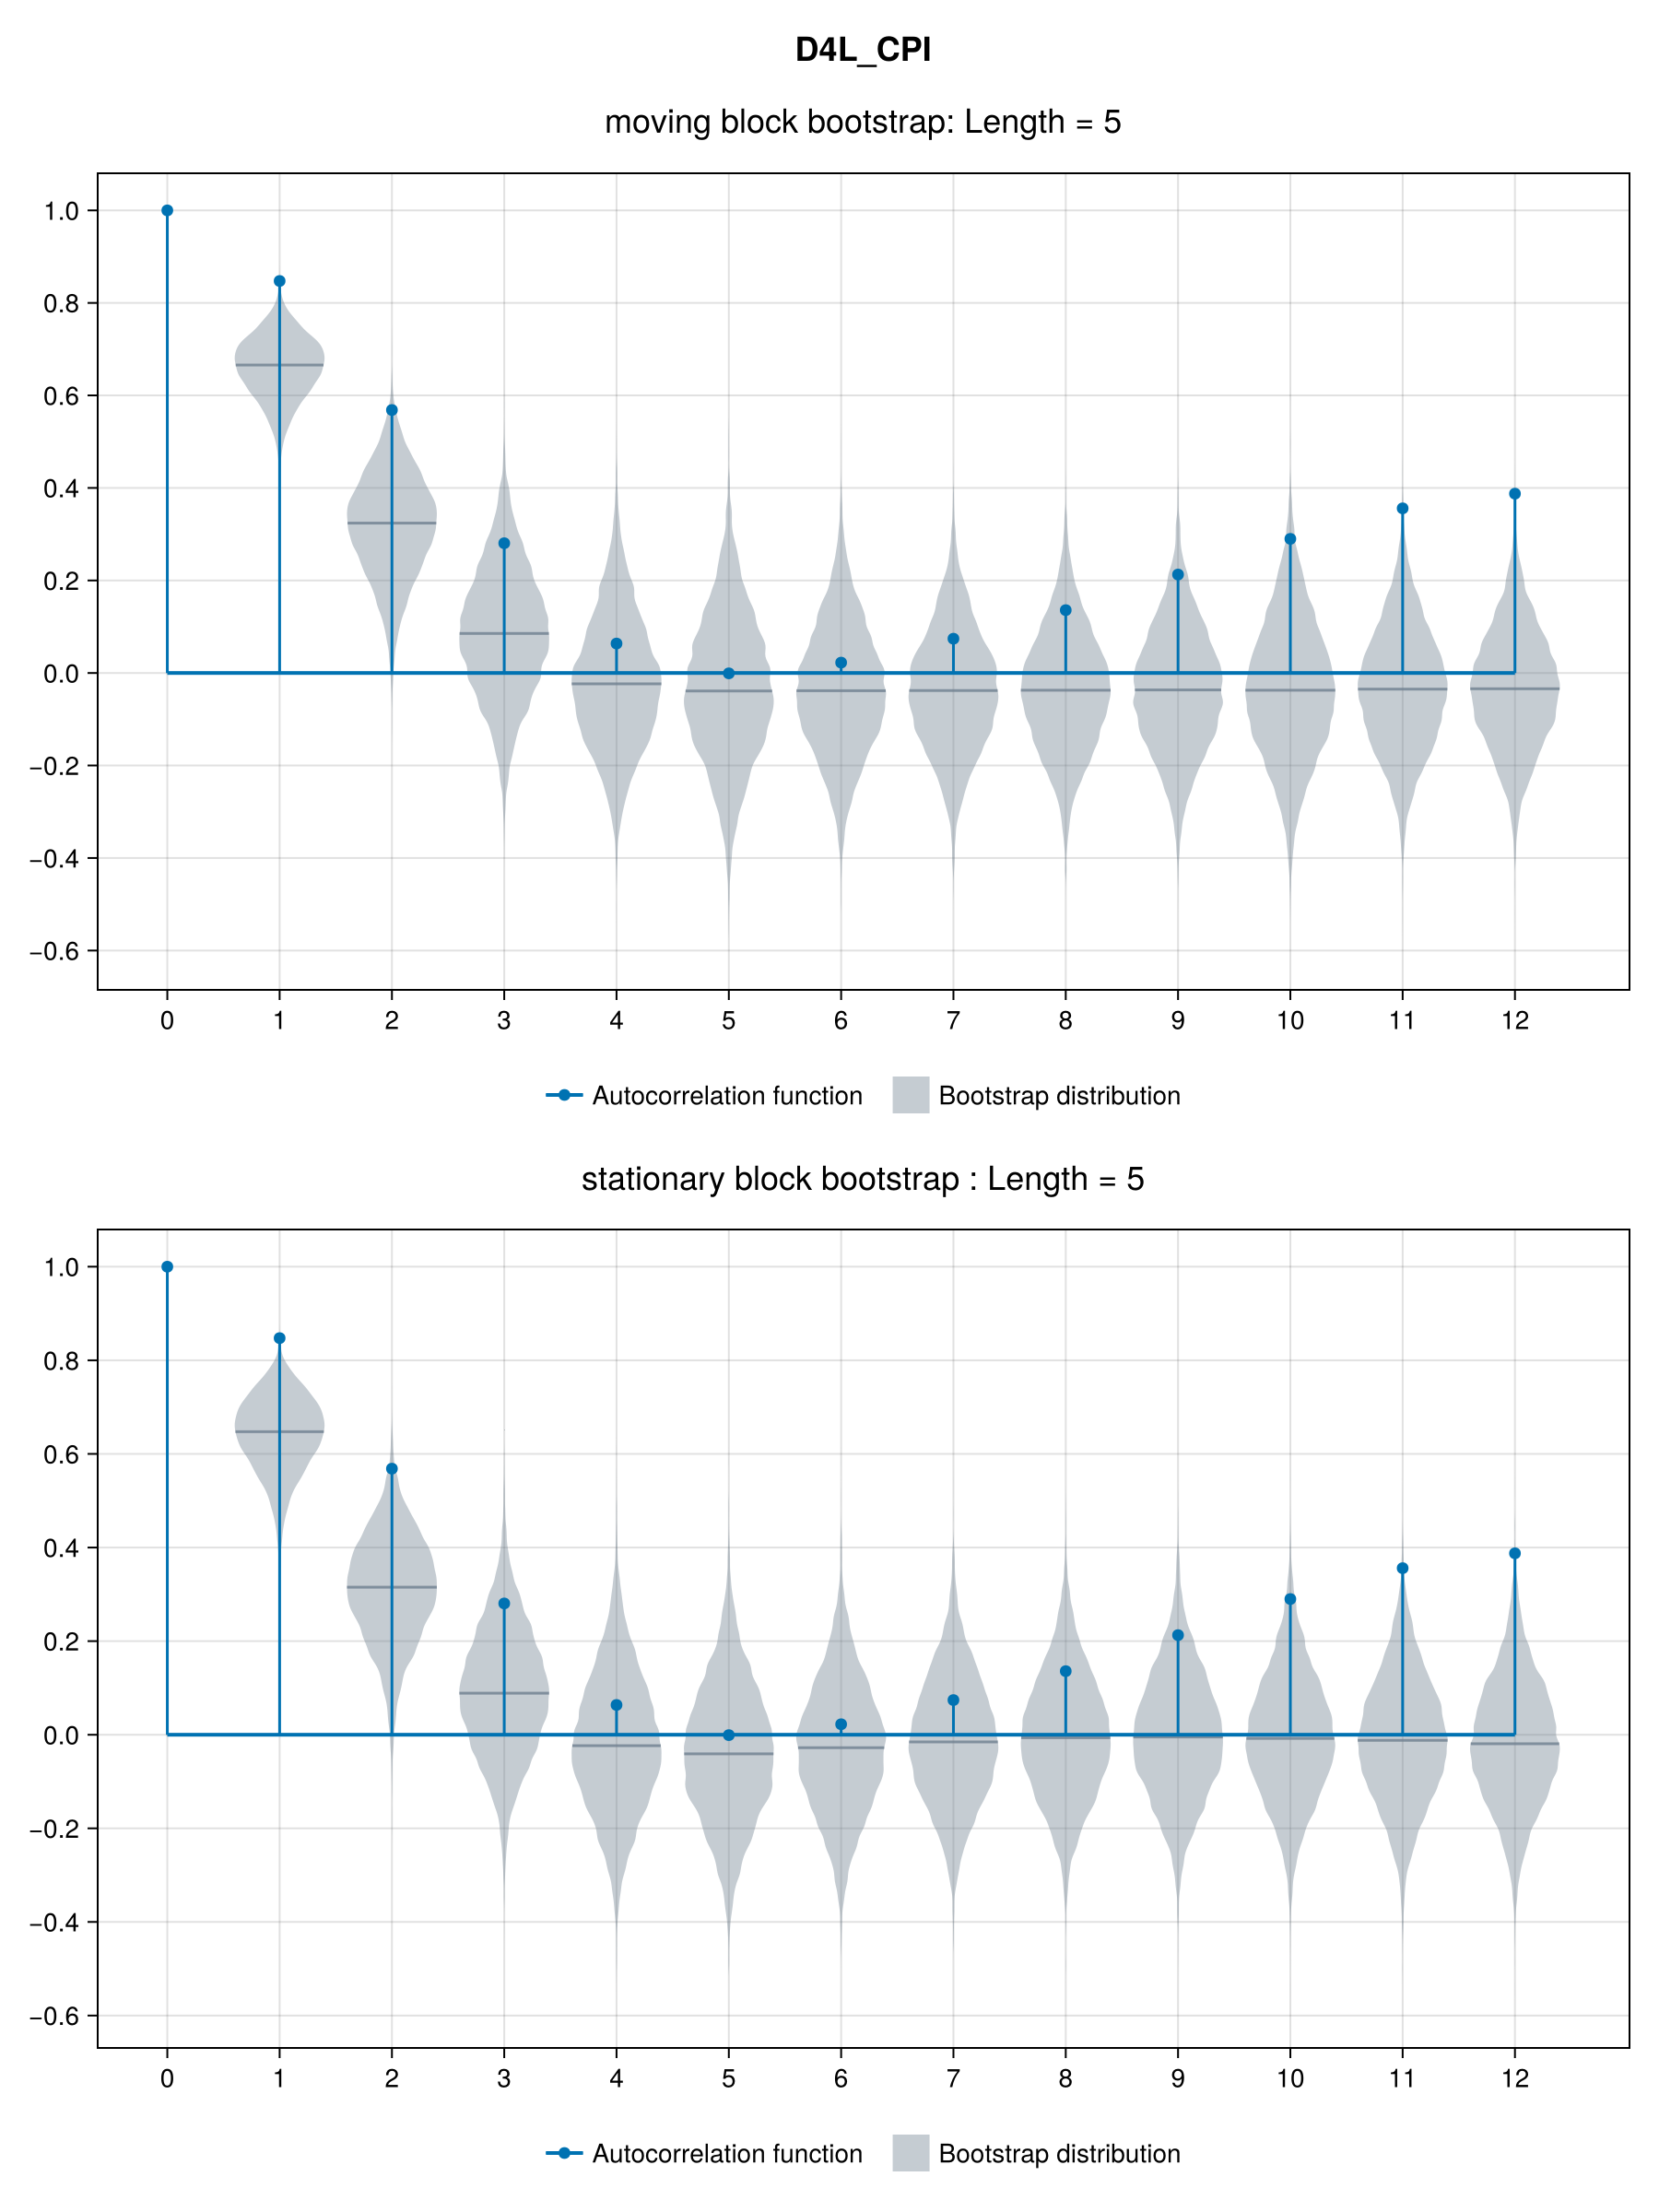 D4L_CPI
moving block bootstrap: Length = 5
1.0
0.8
0.6
0.4
0.2
0.0
−0.2
−0.4
−0.6
0 1 2 3 4 5 6 7 8 9 10 11 12
Autocorrelation function Bootstrap distribution
stationary block bootstrap : Length = 5
1.0
0.8
0.6
0.4
0.2
0.0
−0.2
−0.4
−0.6
0 1 2 3 4 5 6 7 8 9 10 11 12
Autocorrelation function Bootstrap distribution